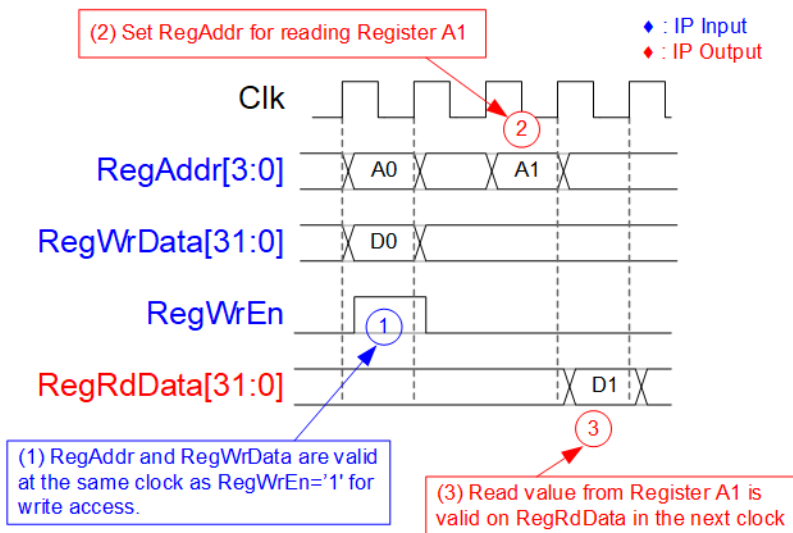 (2) Set RegAddr for reading Register A1
♦ : IP Input
♦ : IP Output
Clk
2
RegAddr[3:0]
A0
A1
RegWrData[31:0]
D0
RegWrEn
1
RegRdData[31:0]
D1
3
(1) RegAddr and RegWrData are valid
at the same clock as RegWrEn='1' for
write access.
(3) Read value from Register A1 is
valid on RegRdData in the next clock